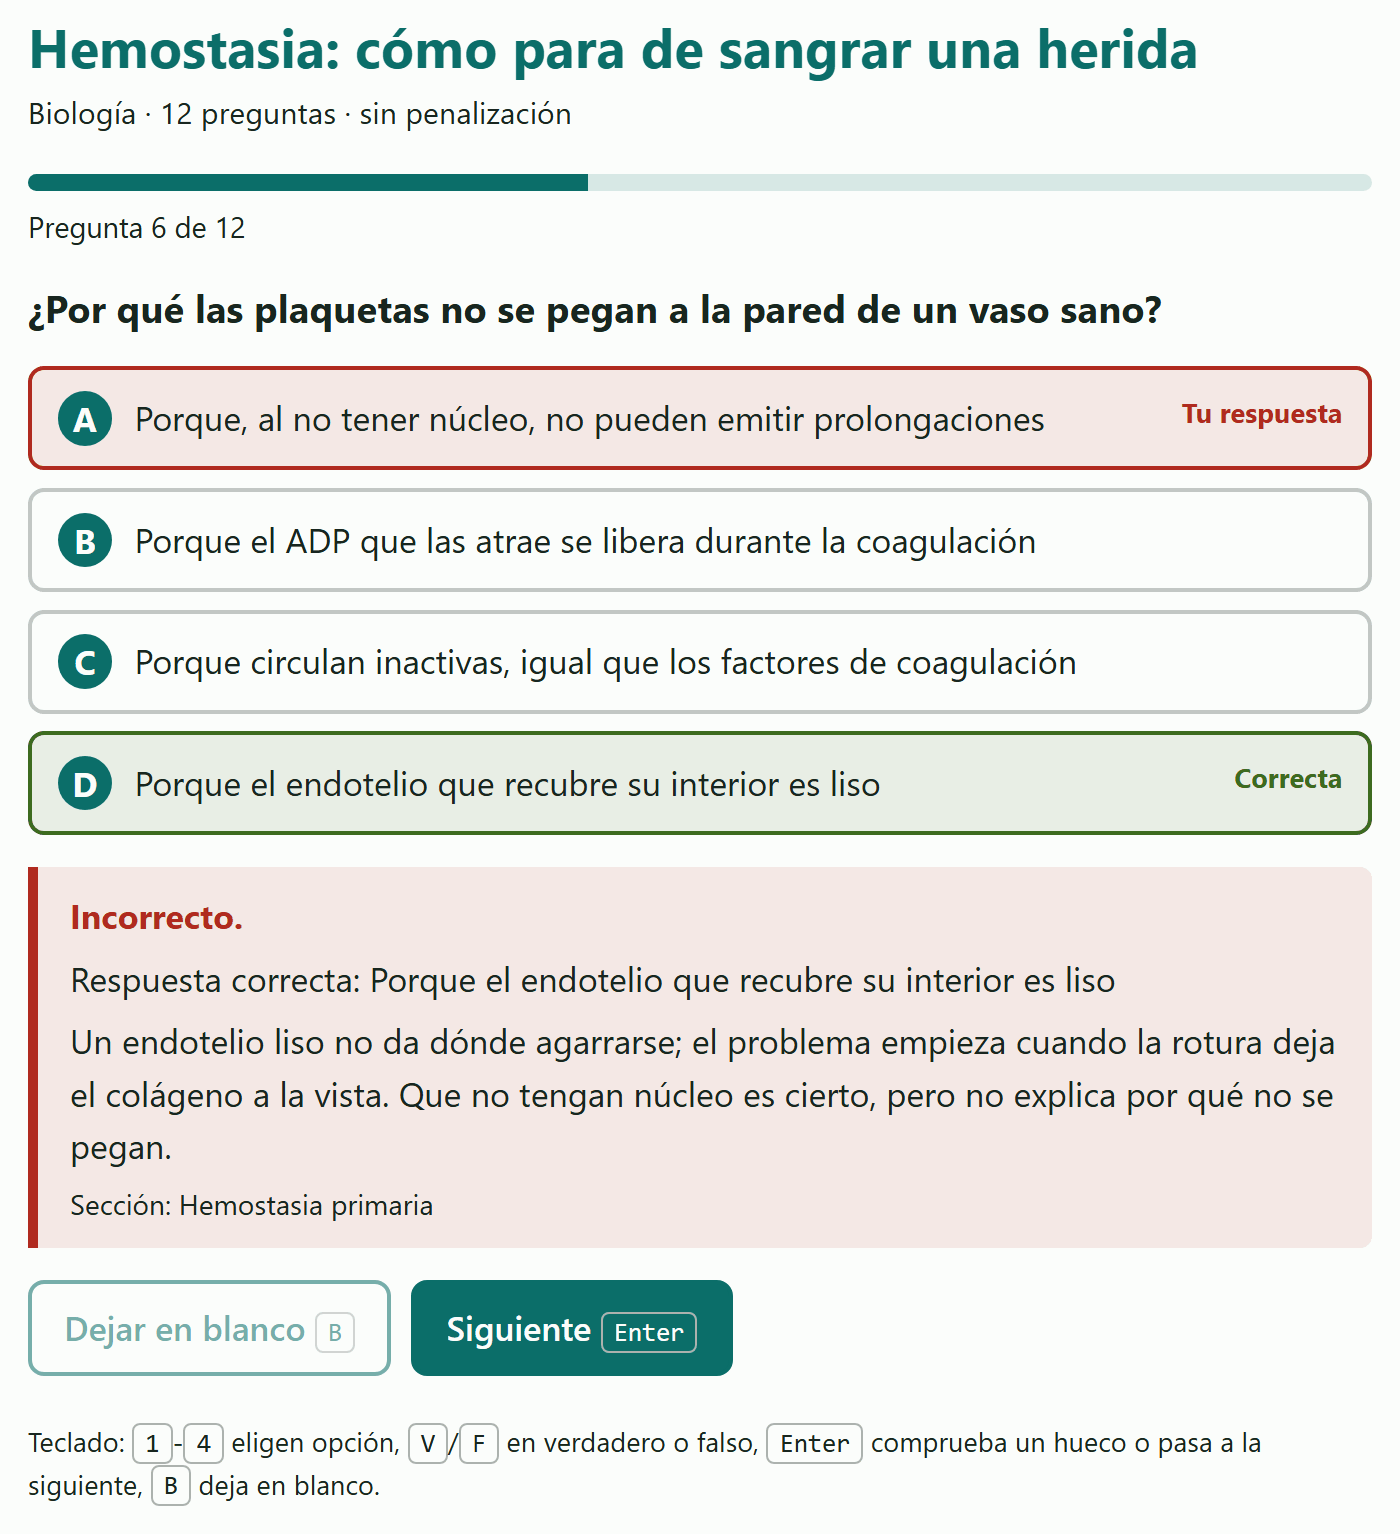 Hemostasia: cómo para de sangrar una herida
Biología · 12 preguntas · sin penalización
Pregunta 6 de 12
¿Por qué las plaquetas no se pegan a la pared de un vaso sano?
A Porque, al no tener núcleo, no pueden emitir prolongaciones Tu respuesta
B Porque el ADP que las atrae se libera durante la coagulación
C Porque circulan inactivas, igual que los factores de coagulación
D Porque el endotelio que recubre su interior es liso Correcta
Incorrecto.
Respuesta correcta: Porque el endotelio que recubre su interior es liso
Un endotelio liso no da dónde agarrarse; el problema empieza cuando la rotura deja
el colágeno a la vista. Que no tengan núcleo es cierto, pero no explica por qué no se
pegan.
Sección: Hemostasia primaria
Dejar en blanco B Siguiente Enter
Teclado: 1-4 eligen opción, V/F en verdadero o falso, Enter comprueba un hueco o pasa a la
siguiente, B deja en blanco.